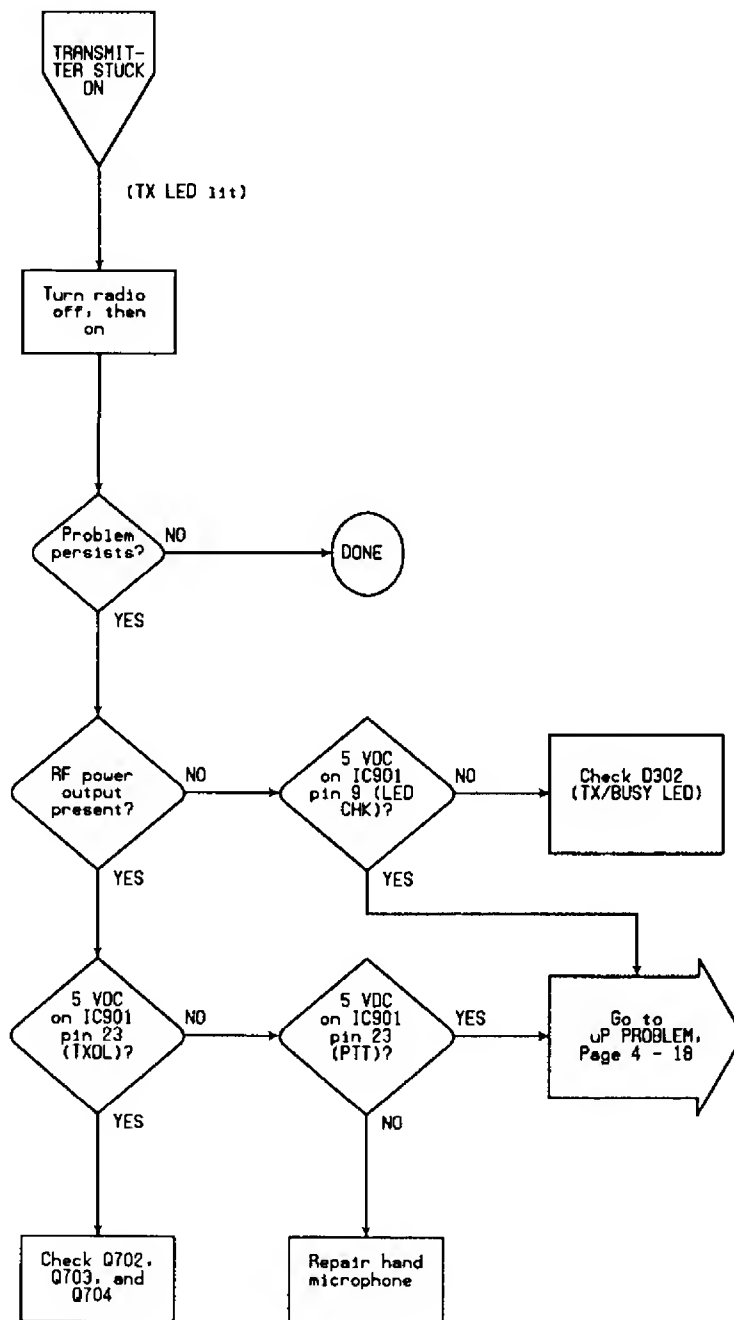 TRANSMIT-
TER STUCK
ON
(TX LED lit)
Turn radio
off, then
on
Problem
persists?
NO
DONE
YES
RF power
output
present?
NO
5 VDC
on IC901
pin 9 (LED
CHK)?
NO
Check D302
(TX/BUSY LED)
YES
YES
5 VDC
on IC901
pin 23
(TXOL)?
NO
5 VDC
on IC901
pin 23
(PTT)?
YES
Go to
uP PROBLEM,
Page 4 - 18
YES
NO
Check Q702,
Q703, and
Q704
Repair hand
microphone